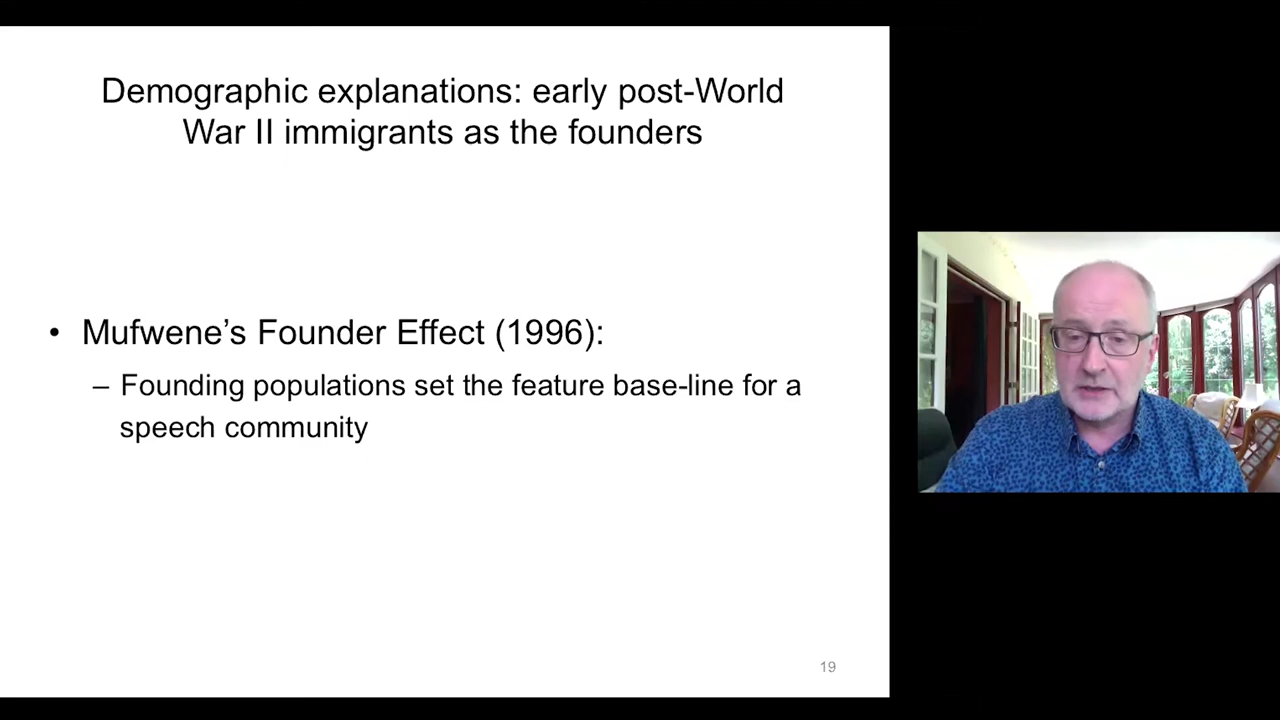 Demographic explanations: early post-World
War II immigrants as the founders
• Mufwene’s Founder Effect (1996):
– Founding populations set the feature base-line for a
speech community
19